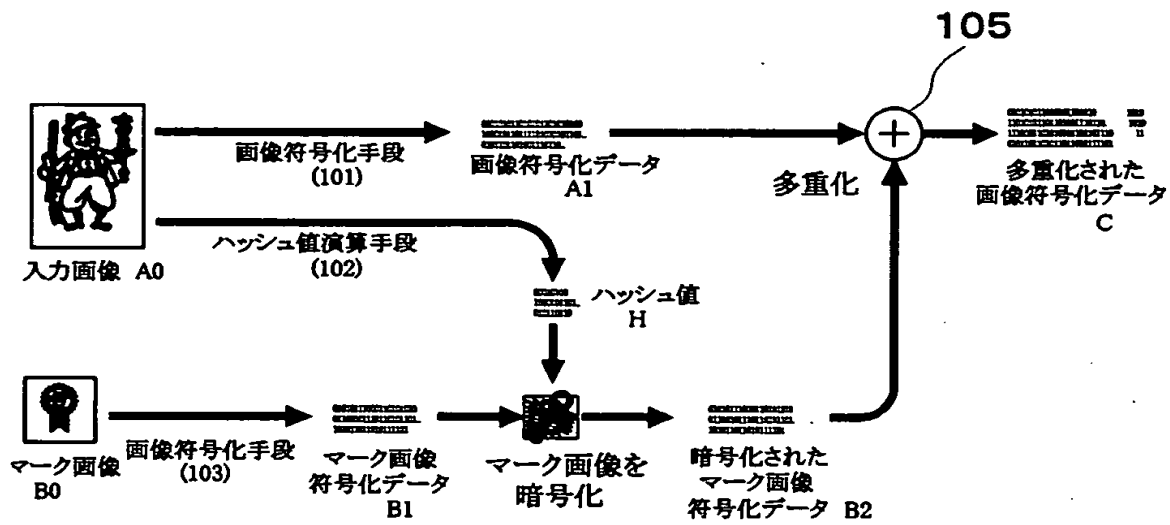 105
画像符号化手段
(101)
画像符号化データ
A1
多重化
多重化された
画像符号化データ
C
入力画像 A0
ハッシュ値演算手段
(102)
ハッシュ値
H
マーク画像
B0
画像符号化手段
(103)
マーク画像
符号化データ
B1
マーク画像を
暗号化
暗号化された
マーク画像
符号化データ B2